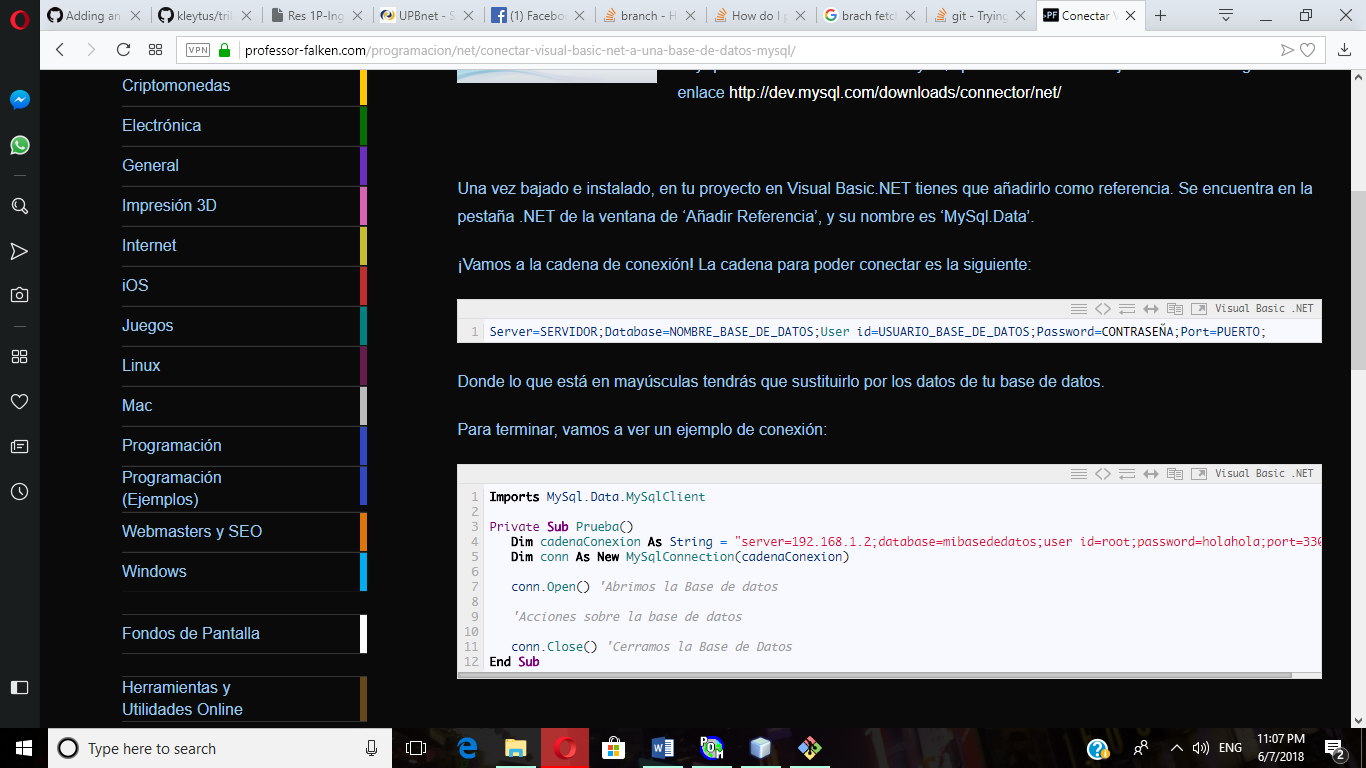 Adding an
kleytus/tril
Res 1P-Ing
UPBnet - S
(1) Faceboo
branch - H
How do I p
brach fetch
git - Trying
Conectar V
VPN
professor-falken.com/programacion/net/conectar-visual-basic-net-a-una-base-de-datos-mysql/
Criptomonedas
Electrónica
General
Impresión 3D
Internet
iOS
Juegos
Linux
Mac
Programación
Programación
(Ejemplos)
Webmasters y SEO
Windows
Fondos de Pantalla
Herramientas y
Utilidades Online
enlace http://dev.mysql.com/downloads/connector/net/
Una vez bajado e instalado, en tu proyecto en Visual Basic.NET tienes que añadirlo como referencia. Se encuentra en la
pestaña .NET de la ventana de ‘Añadir Referencia’, y su nombre es ‘MySql.Data’.
¡Vamos a la cadena de conexión! La cadena para poder conectar es la siguiente:
Visual Basic .NET
1 Server=SERVIDOR;Database=NOMBRE_BASE_DE_DATOS;User id=USUARIO_BASE_DE_DATOS;Password=CONTRASEÑA;Port=PUERTO;
Donde lo que está en mayúsculas tendrás que sustituirlo por los datos de tu base de datos.
Para terminar, vamos a ver un ejemplo de conexión:
Visual Basic .NET
1 Imports MySql.Data.MySqlClient
2
3 Private Sub Prueba()
4 Dim cadenaConexion As String = "server=192.168.1.2;database=mibasededatos;user id=root;password=holahola;port=330
5 Dim conn As New MySqlConnection(cadenaConexion)
6
7 conn.Open() 'Abrimos la Base de datos
8
9 'Acciones sobre la base de datos
10
11 conn.Close() 'Cerramos la Base de Datos
12 End Sub
Type here to search
ENG
11:07 PM
6/7/2018
2